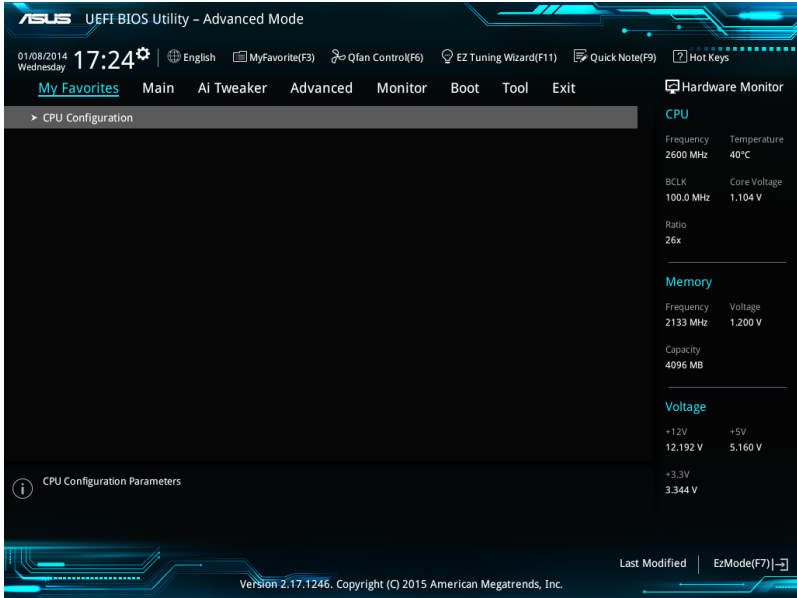 ASUS UEFI BIOS Utility – Advanced Mode
01/08/2014
Wednesday
17:24
English MyFavorite(F3) Qfan Control(F6) EZ Tuning Wizard(F11) Quick Note(F9) ? Hot Keys
My Favorites Main Ai Tweaker Advanced Monitor Boot Tool Exit
CPU Configuration
CPU Configuration Parameters
Hardware Monitor
CPU
Frequency Temperature
2600 MHz 40°C
BCLK Core Voltage
100.0 MHz 1.104 V
Ratio
26x
Memory
Frequency Voltage
2133 MHz 1.200 V
Capacity
4096 MB
Voltage
+12V +5V
12.192 V 5.160 V
+3.3V
3.344 V
Last Modified EzMode(F7)
Version 2.17.1246. Copyright (C) 2015 American Megatrends, Inc.